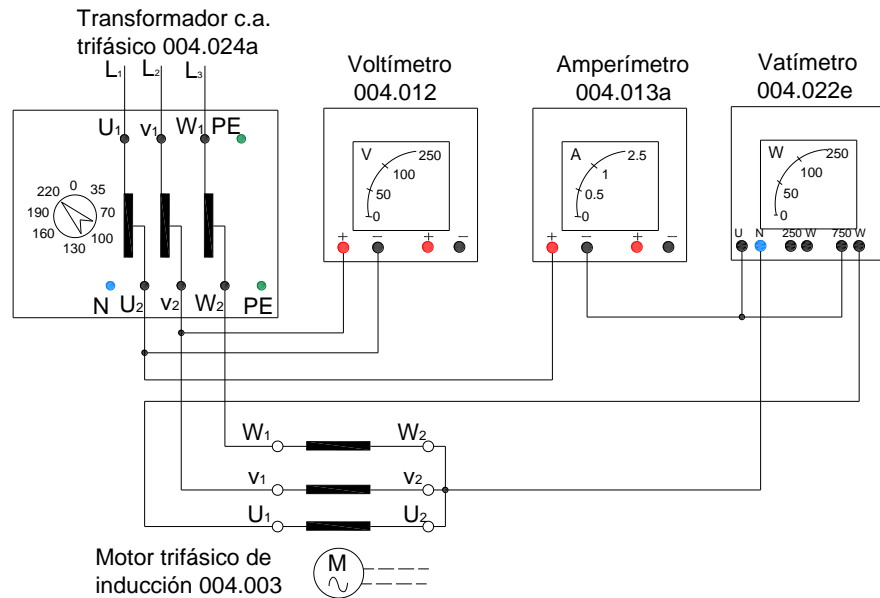 Transformador c.a.
trifásico 004.024a
L1 L2 L3
Voltímetro
004.012
Amperímetro
004.013a
Vatímetro
004.022e
U1 v1 W1 PE
220 0 35
190 70
160 100
130
N U2 v2 W2 PE
V 250
100
50
0
+ − + −
A 2.5
1
0.5
0
+ − + −
W 250
100
50
0
U N 250 W 750 W
W1 W2
v1 v2
U1 U2
Motor trifásico de
inducción 004.003
M